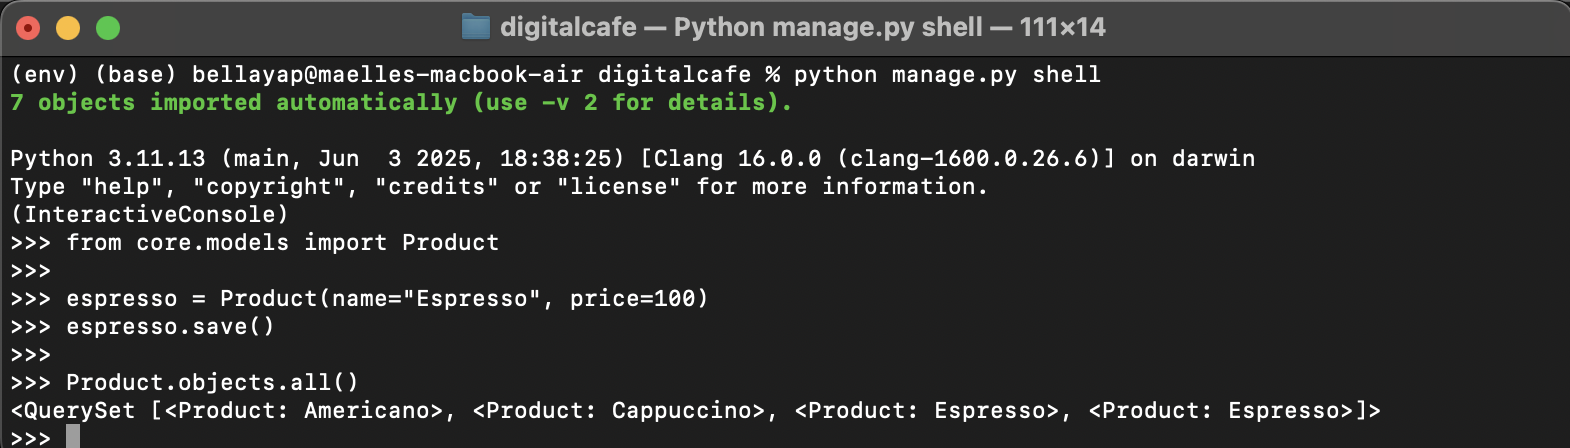 digitalcafe — Python manage.py shell — 111×14
(env) (base) bellayap@maelles-macbook-air digitalcafe % python manage.py shell
7 objects imported automatically (use -v 2 for details).
Python 3.11.13 (main, Jun  3 2025, 18:38:25) [Clang 16.0.0 (clang-1600.0.26.6)] on darwin
Type "help", "copyright", "credits" or "license" for more information.
(InteractiveConsole)
>>> from core.models import Product
>>>
>>> espresso = Product(name="Espresso", price=100)
>>> espresso.save()
>>>
>>> Product.objects.all()
<QuerySet [<Product: Americano>, <Product: Cappuccino>, <Product: Espresso>, <Product: Espresso>]>
>>>